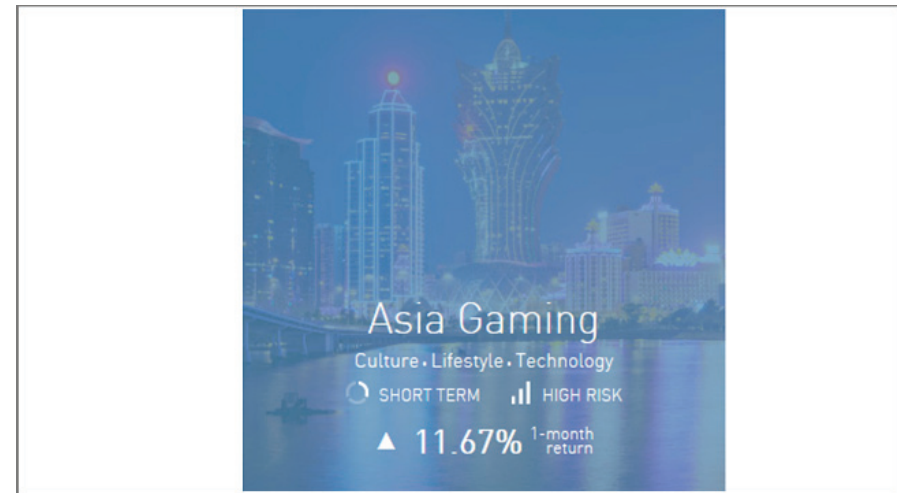 Asia Gaming
Culture • Lifestyle • Technology
SHORT TERM HIGH RISK
▲ 11.67% 1-month
return